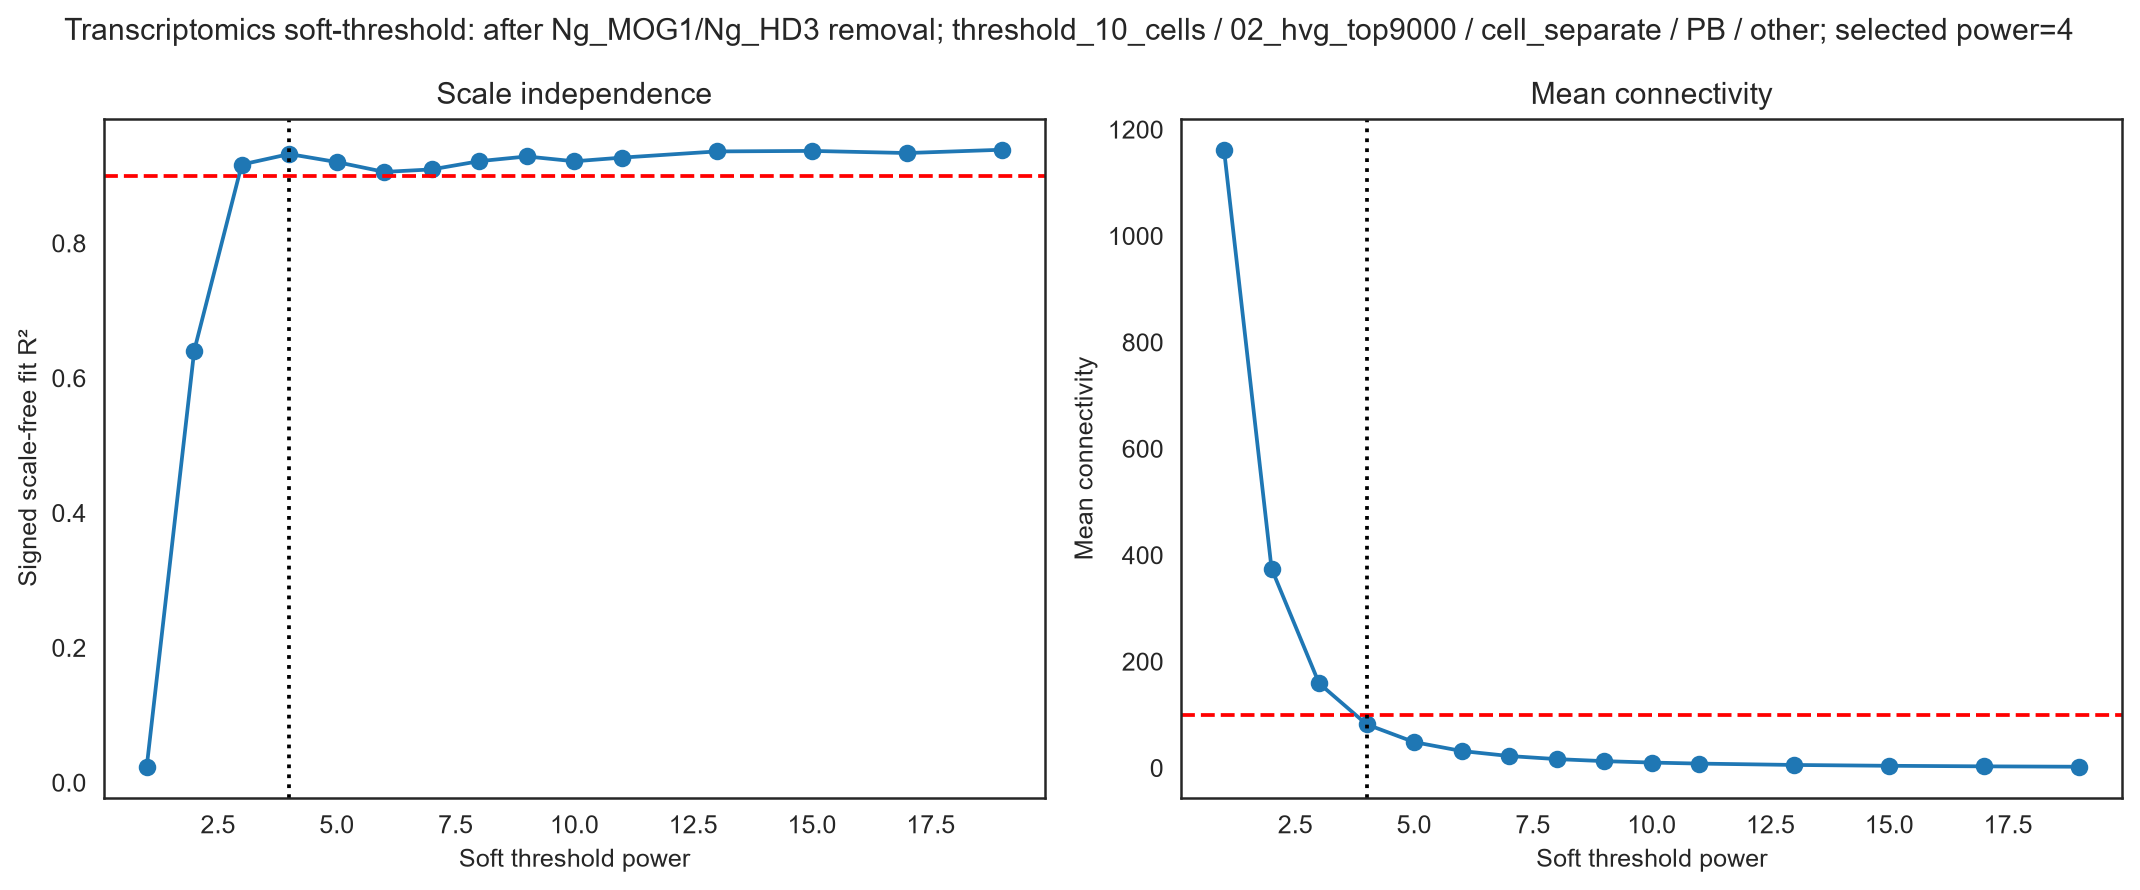 Transcriptomics soft-threshold: after Ng_MOG1/Ng_HD3 removal; threshold_10_cells / 02_hvg_top9000 / cell_separate / PB / other; selected power=4
Scale independence
Signed scale-free fit R²
0.8
0.6
0.4
0.2
0.0
2.5 5.0 7.5 10.0 12.5 15.0 17.5
Soft threshold power
Mean connectivity
Mean connectivity
1200
1000
800
600
400
200
0
2.5 5.0 7.5 10.0 12.5 15.0 17.5
Soft threshold power